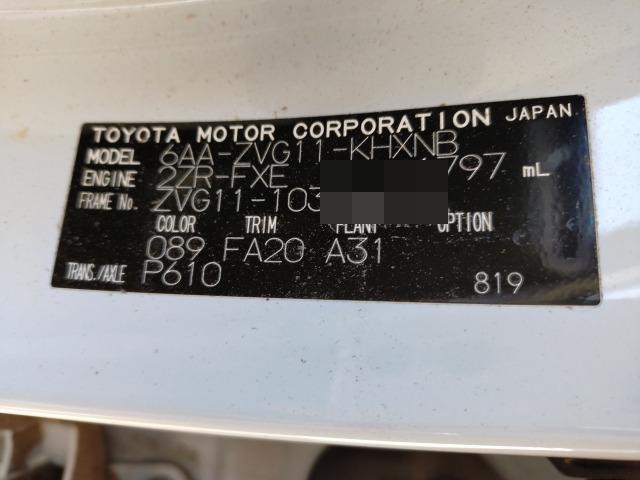 TOYOTA MOTOR CORPORATION JAPAN
MODEL 6AA-ZVG11-KHXNB
ENGINE 2ZR-FXE 797 mL
FRAME No. ZVG11-103
COLOR TRIM PLANT OPTION
089 FA20 A31
TRANS./AXLE P610 819